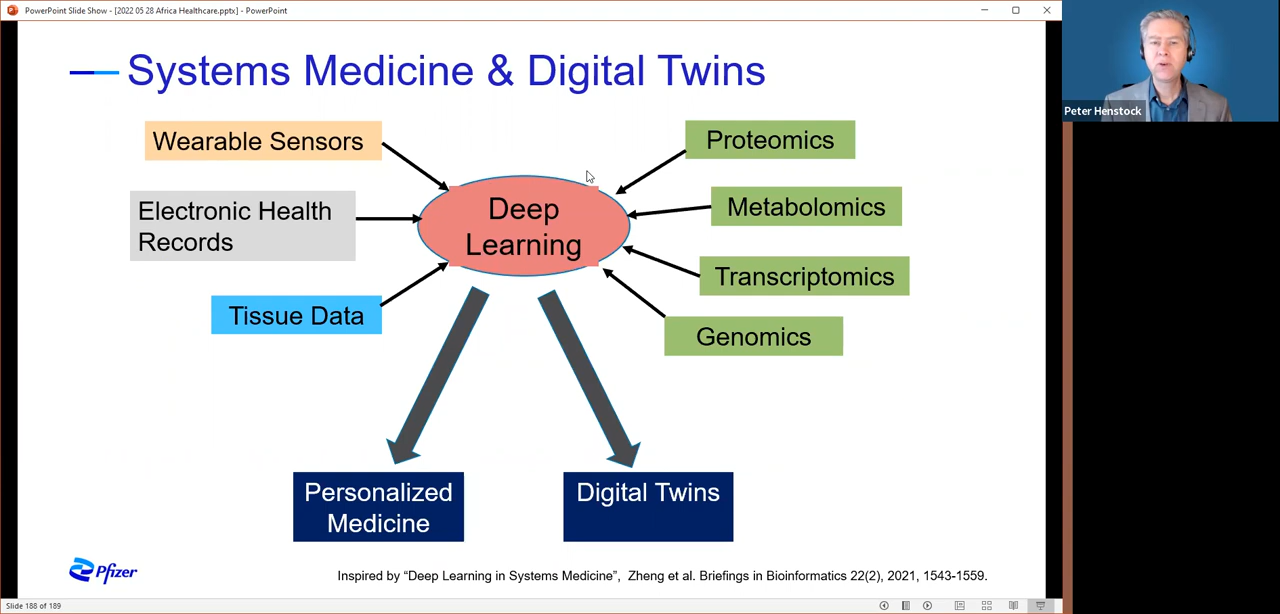 PowerPoint Slide Show - [2022 05 28 Africa Healthcare.pptx] - PowerPoint
Systems Medicine & Digital Twins
Wearable Sensors
Electronic Health
Records
Tissue Data
Deep
Learning
Proteomics
Metabolomics
Transcriptomics
Genomics
Personalized
Medicine
Digital Twins
Pfizer
Inspired by “Deep Learning in Systems Medicine”, Zheng et al. Briefings in Bioinformatics 22(2), 2021, 1543-1559.
Slide 188 of 189
Peter Henstock